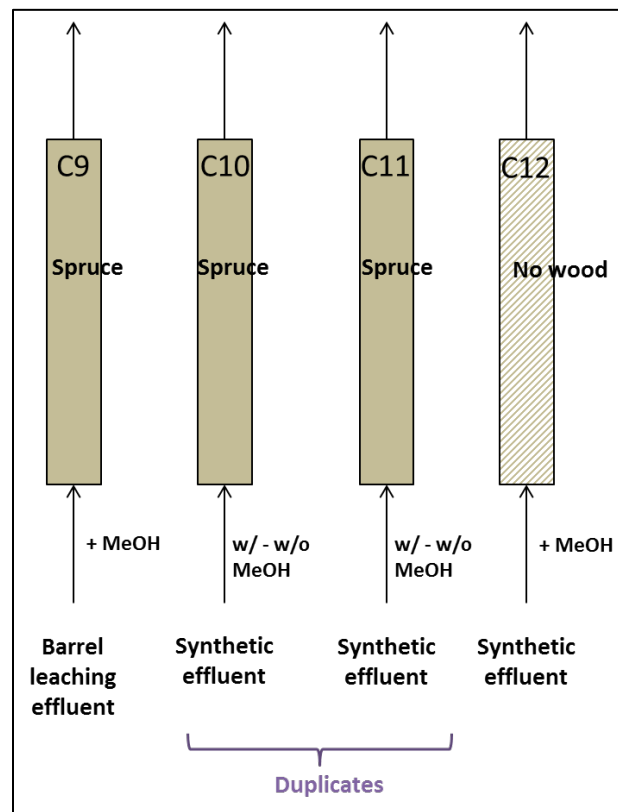 C9
C10
C11
C12
Spruce
Spruce
Spruce
No wood
+ MeOH
w/ - w/o
MeOH
w/ - w/o
MeOH
+ MeOH
Barrel
leaching
effluent
Synthetic
effluent
Synthetic
effluent
Synthetic
effluent
Duplicates